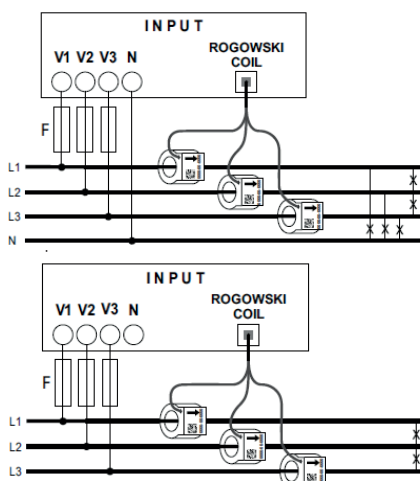 INPUT
ROGOWSKI
COIL
V1 V2 V3 N
F
L1
L2
L3
N
INPUT
ROGOWSKI
COIL
V1 V2 V3 N
F
L1
L2
L3